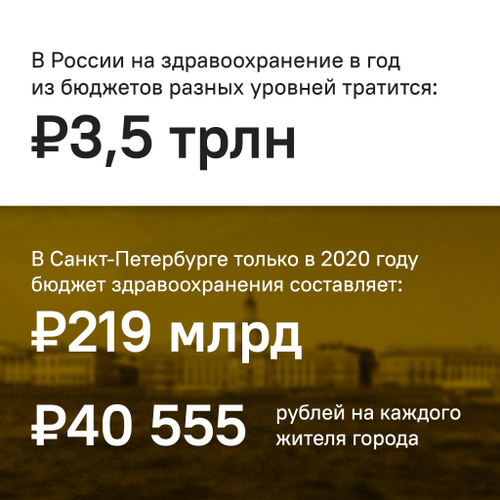 В России на здравоохранение в год
из бюджетов разных уровней тратится:
₽3,5 трлн
В Санкт-Петербурге только в 2020 году
бюджет здравоохранения составляет:
₽219 млрд
₽40 555
рублей на каждого
жителя города